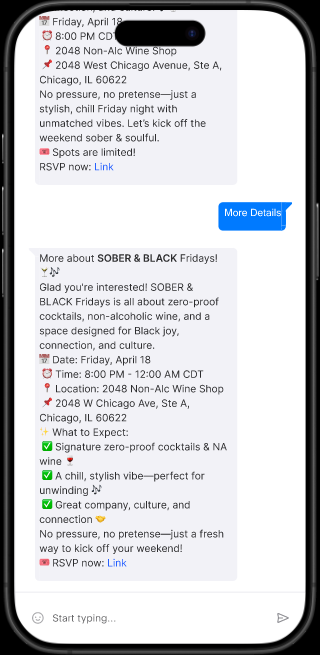 📅 Friday, April 18
⏰ 8:00 PM CDT
📍 2048 Non-Alc Wine Shop
📌 2048 West Chicago Avenue, Ste A,
Chicago, IL 60622
No pressure, no pretense—just a
stylish, chill Friday night with
unmatched vibes. Let's kick off the
weekend sober & soulful.
🎟️ Spots are limited!
RSVP now: Link
More Details
More about SOBER & BLACK Fridays!
🍸🎶
Glad you're interested! SOBER &
BLACK Fridays is all about zero-proof
cocktails, non-alcoholic wine, and a
space designed for Black joy,
connection, and culture.
📅 Date: Friday, April 18
⏰ Time: 8:00 PM - 12:00 AM CDT
📍 Location: 2048 Non-Alc Wine Shop
📌 2048 W Chicago Ave, Ste A,
Chicago, IL 60622
✨ What to Expect:
✅ Signature zero-proof cocktails & NA
wine 🍷
✅ A chill, stylish vibe—perfect for
unwinding 🎶
✅ Great company, culture, and
connection 🤝
No pressure, no pretense—just a fresh
way to kick off your weekend!
🎟️ RSVP now: Link
Start typing...